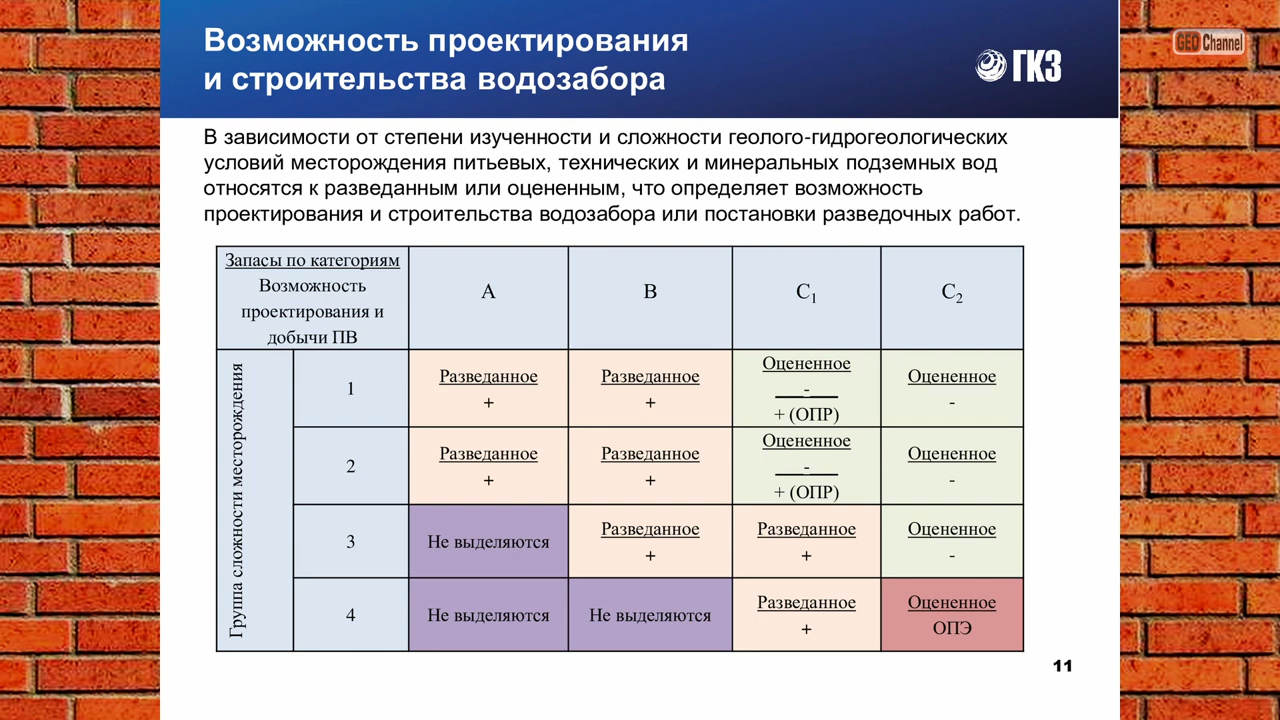 Возможность проектирования
и строительства водозабора
ГКЗ
GEO Channel
В зависимости от степени изученности и сложности геолого-гидрогеологических
условий месторождения питьевых, технических и минеральных подземных вод
относятся к разведанным или оцененным, что определяет возможность
проектирования и строительства водозабора или постановки разведочных работ.
Запасы по категориям
Возможность
проектирования и
добычи ПВ
А
В
С1
С2
Группа сложности месторождения
1
Разведанное
+
Разведанное
+
Оцененное
-
+ (ОПР)
Оцененное
-
2
Разведанное
+
Разведанное
+
Оцененное
-
+ (ОПР)
Оцененное
-
3
Не выделяются
Разведанное
+
Разведанное
+
Оцененное
-
4
Не выделяются
Не выделяются
Разведанное
+
Оцененное
ОПЭ
11